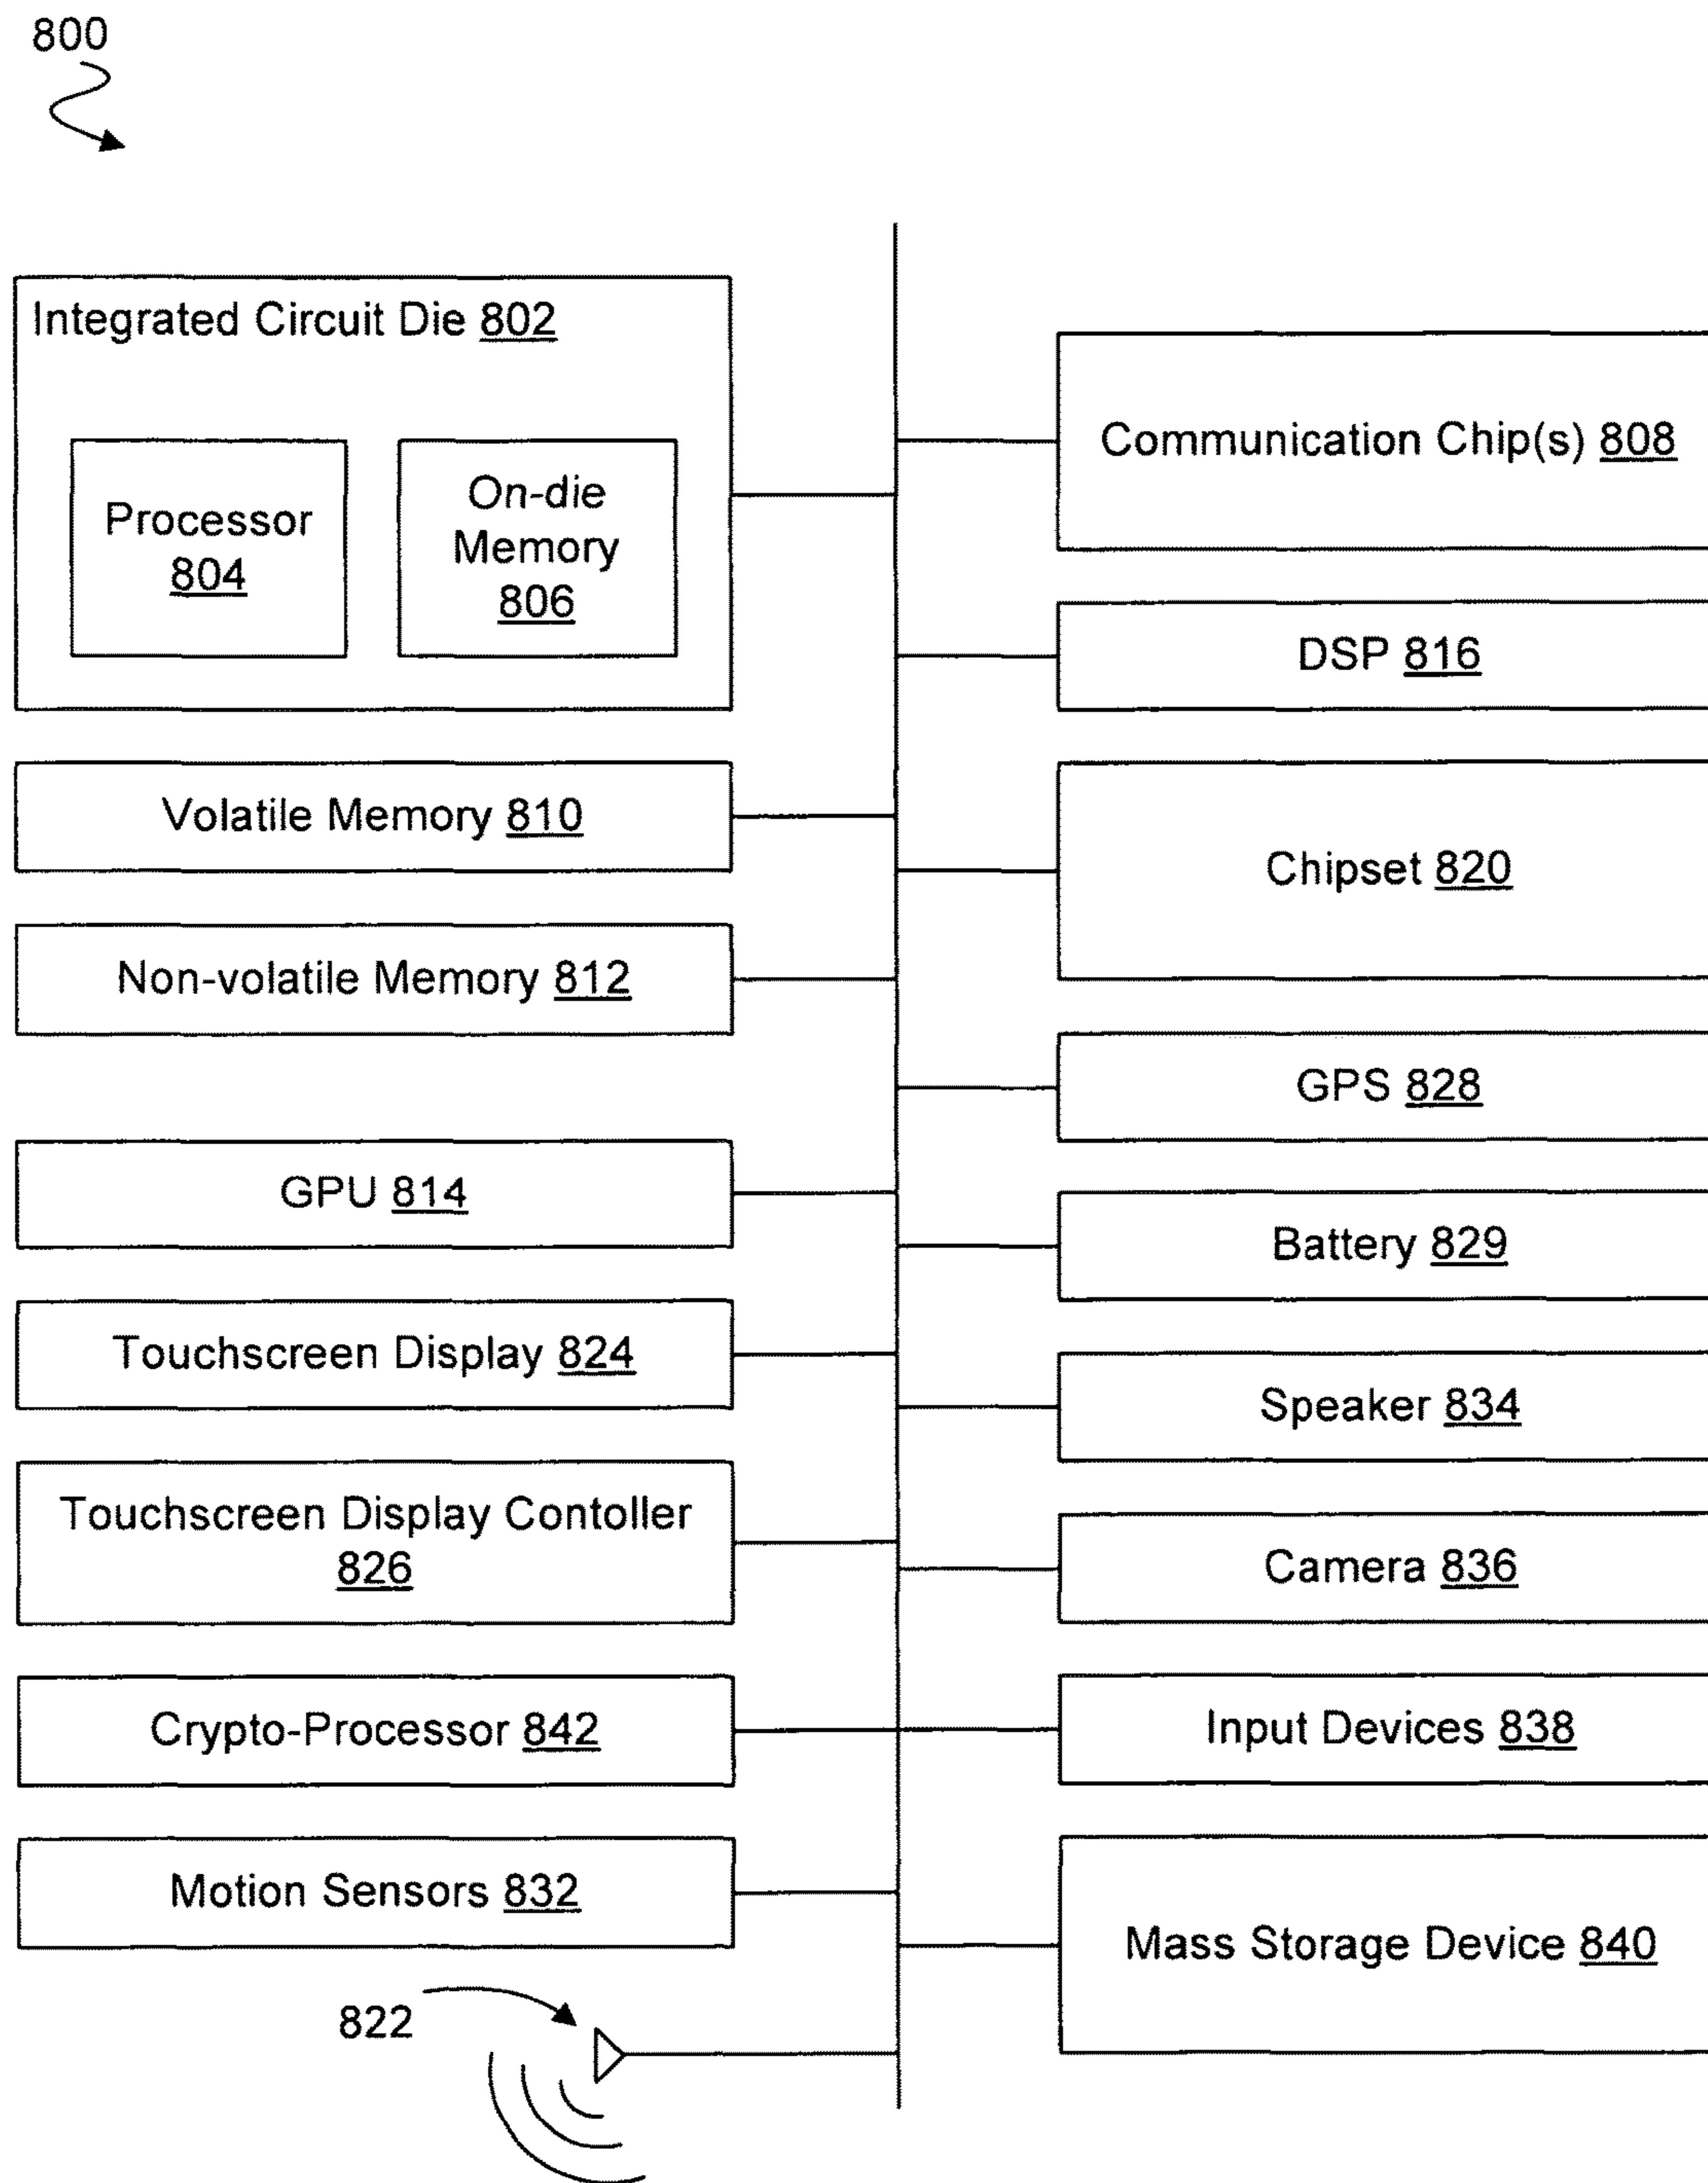 800
Integrated Circuit Die 802
Processor
804
On-die
Memory
806
Volatile Memory 810
Non-volatile Memory 812
GPU 814
Touchscreen Display 824
Touchscreen Display Contoller
826
Crypto-Processor 842
Motion Sensors 832
822
Communication Chip(s) 808
DSP 816
Chipset 820
GPS 828
Battery 829
Speaker 834
Camera 836
Input Devices 838
Mass Storage Device 840